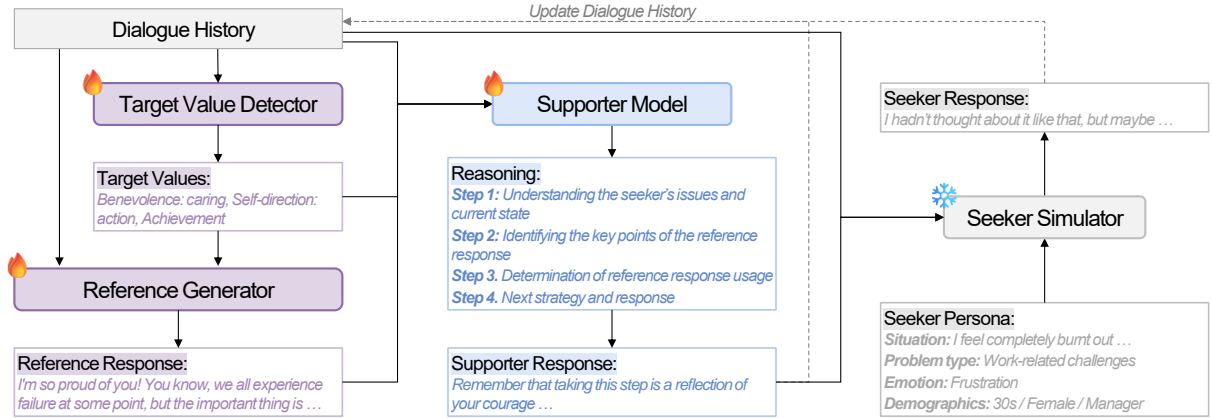 Update Dialogue History
Dialogue History
Target Value Detector
Target Values:
Benevolence: caring, Self-direction:
action, Achievement
Reference Generator
Reference Response:
I'm so proud of you! You know, we all experience
failure at some point, but the important thing is …
Supporter Model
Reasoning:
Step 1: Understanding the seeker's issues and
current state
Step 2: Identifying the key points of the reference
response
Step 3. Determination of reference response usage
Step 4. Next strategy and response
Supporter Response:
Remember that taking this step is a reflection of
your courage …
Seeker Response:
I hadn't thought about it like that, but maybe …
Seeker Simulator
Seeker Persona:
Situation: I feel completely burnt out …
Problem type: Work-related challenges
Emotion: Frustration
Demographics: 30s / Female / Manager